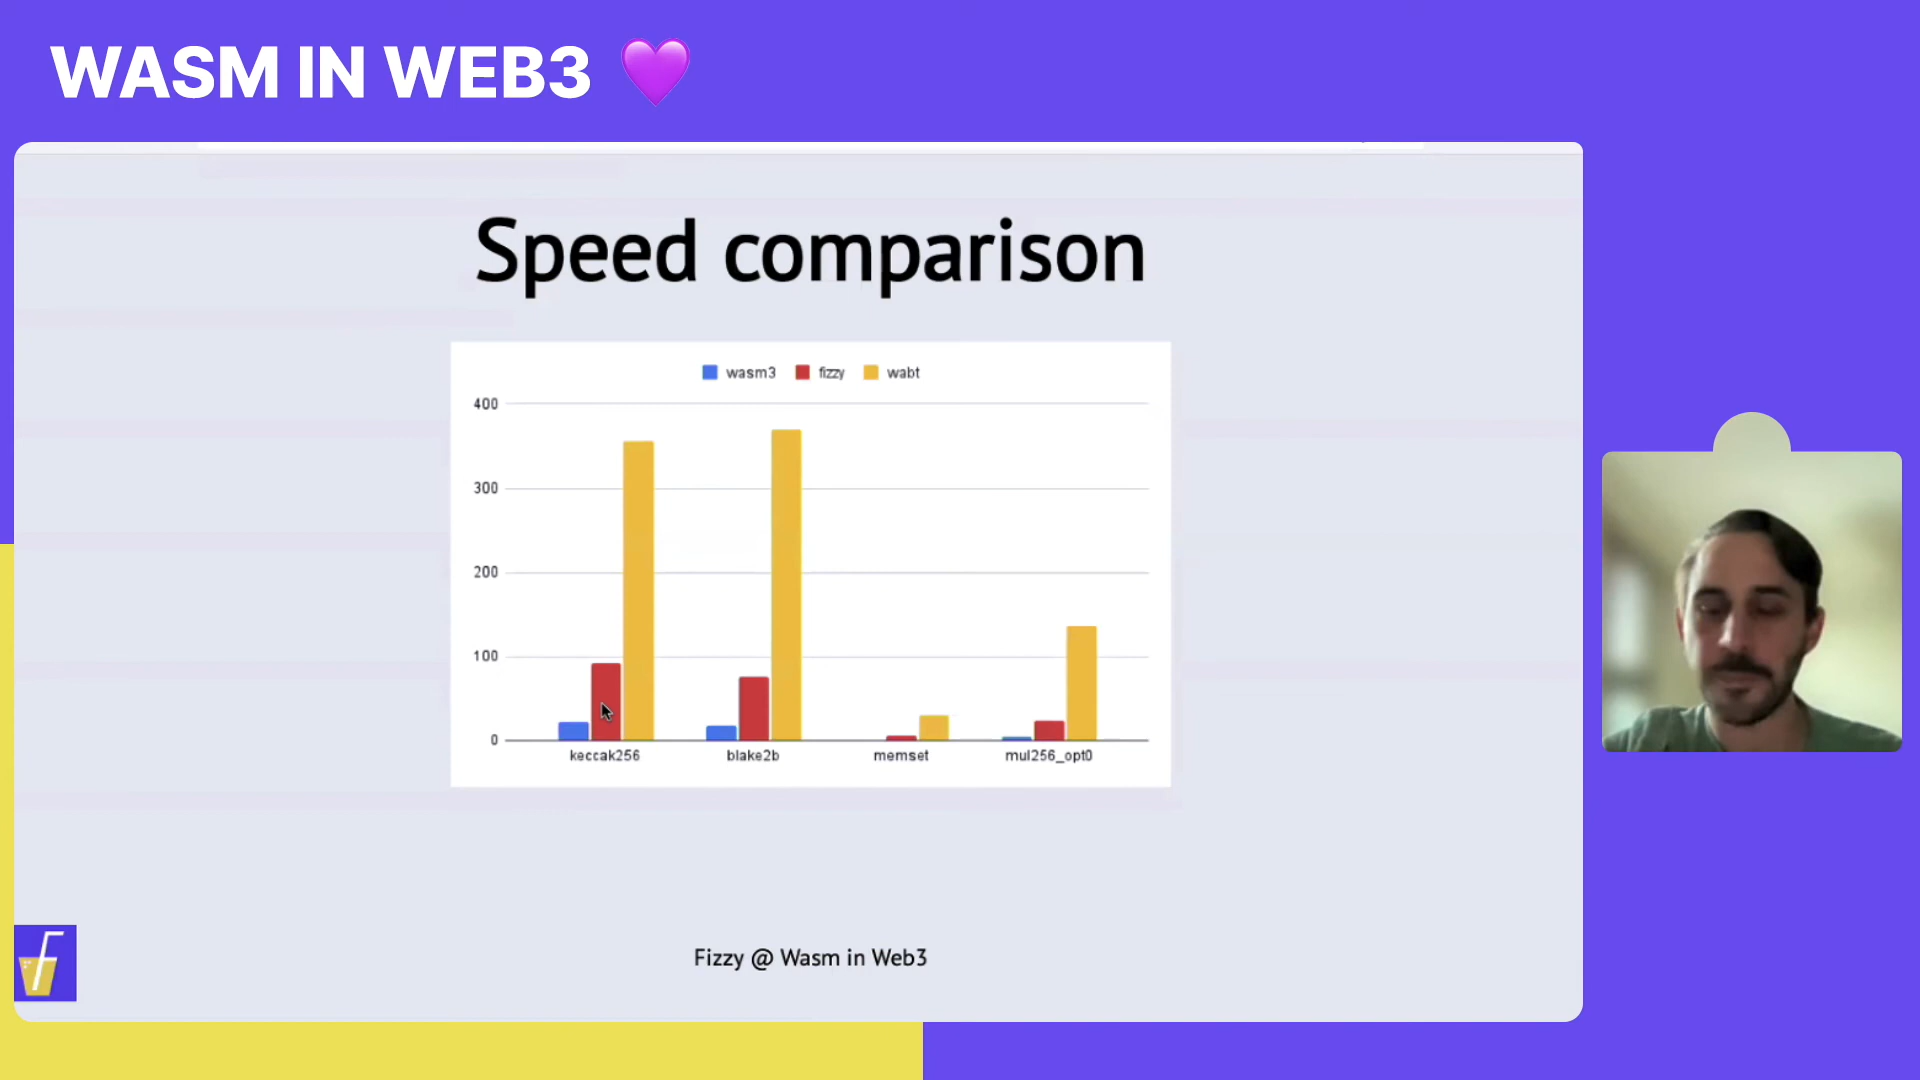 WASM IN WEB3
Speed comparison
wasm3 fizzy wabt
400
300
200
100
0
keccak256 blake2b memset mul256_opt0
f
Fizzy @ Wasm in Web3